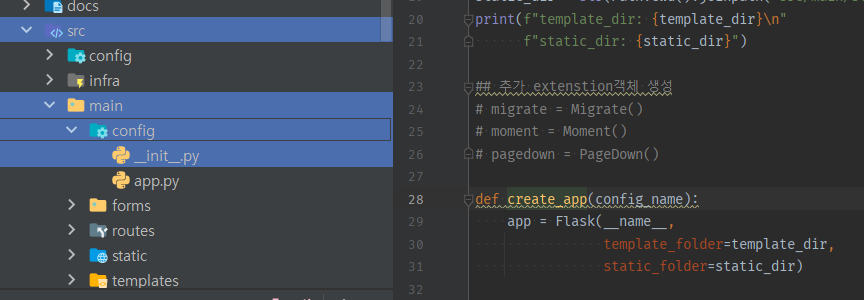 docs
src
config
infra
main
config
__init__.py
app.py
forms
routes
static
templates
20 print(f"template_dir: {template_dir}\n"
21 f"static_dir: {static_dir}")
22
23 ## 추가 extenstion객체 생성
24 # migrate = Migrate()
25 # moment = Moment()
26 # pagedown = PageDown()
27
28 def create_app(config_name):
29 app = Flask(__name__,
30 template_folder=template_dir,
31 static_folder=static_dir)
32